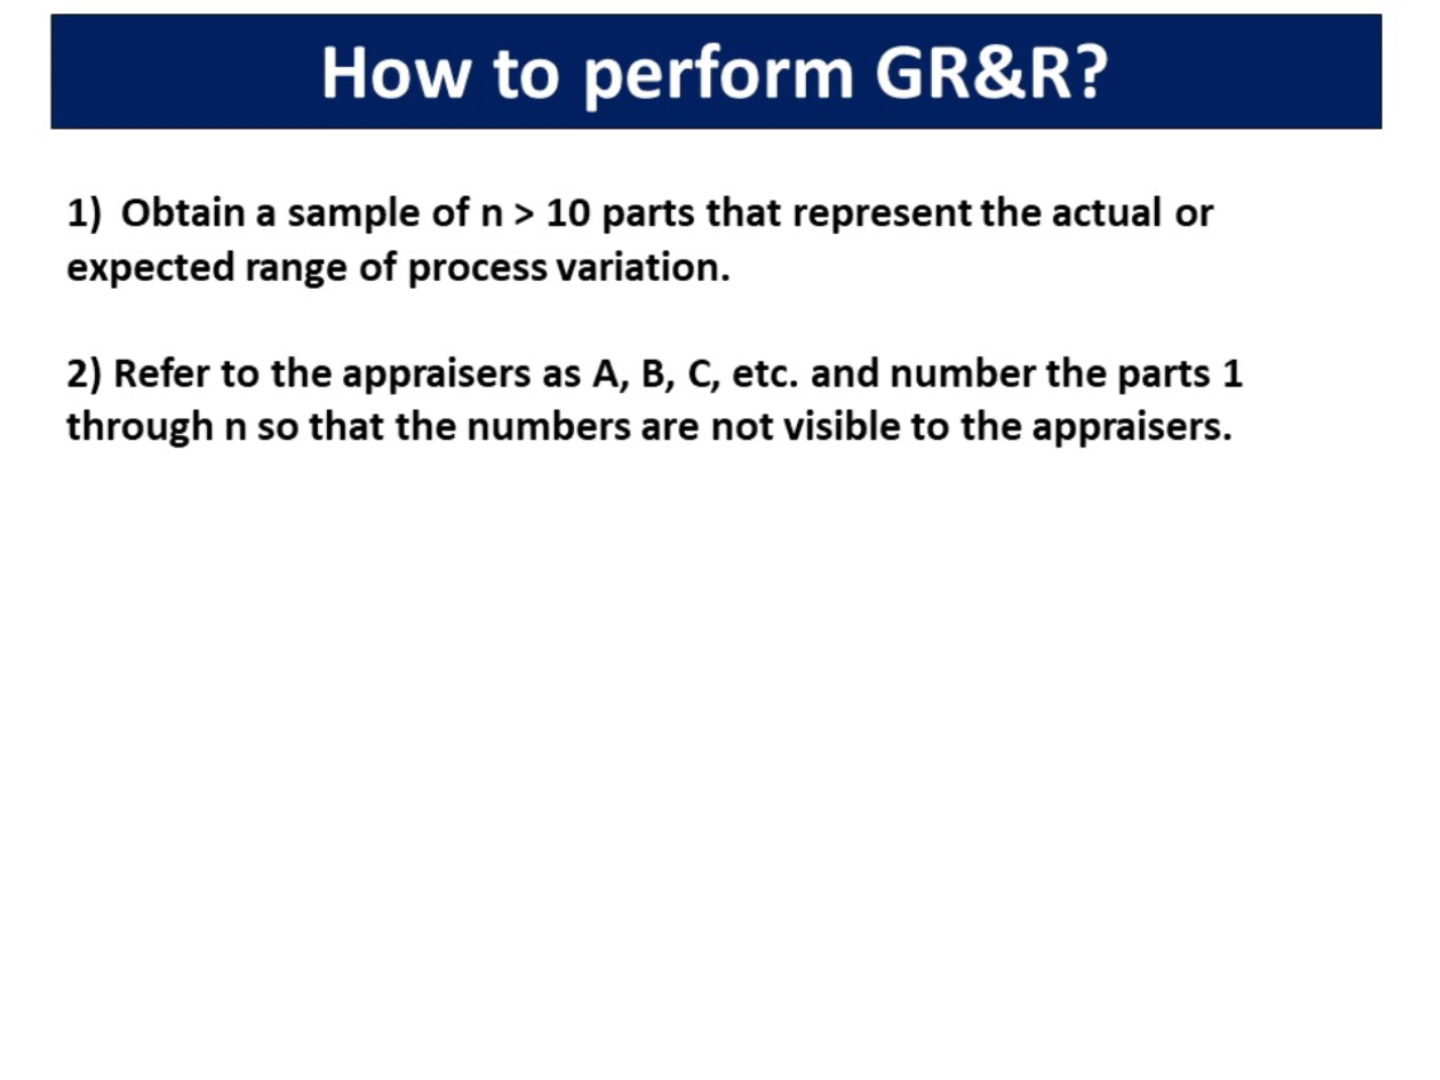 How to perform GR&R?
1) Obtain a sample of n > 10 parts that represent the actual or
expected range of process variation.
2) Refer to the appraisers as A, B, C, etc. and number the parts 1
through n so that the numbers are not visible to the appraisers.